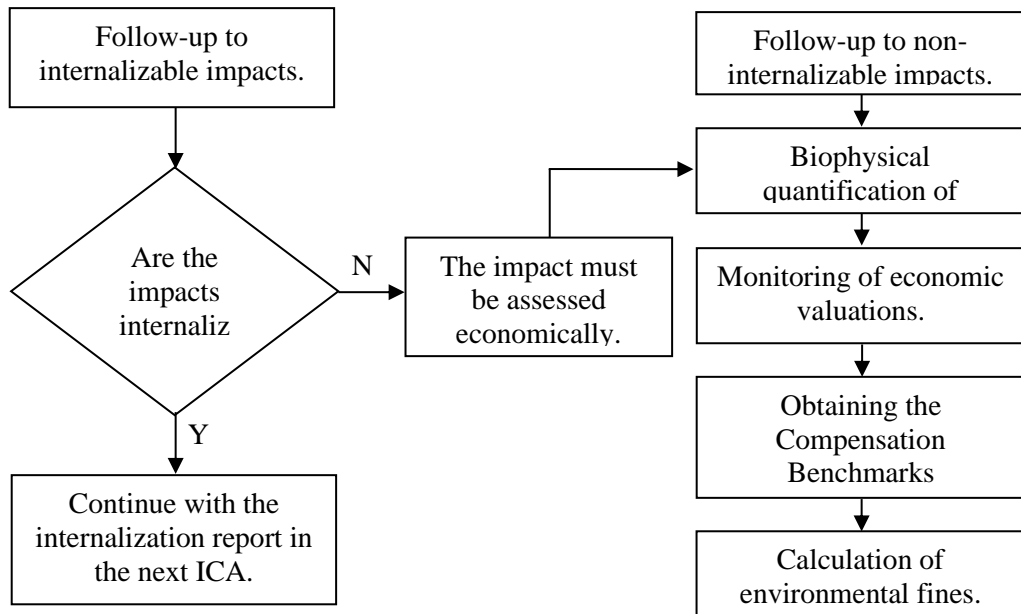 Follow-up to
internalizable impacts.
Are the
impacts
internaliz
N
Y
Continue with the
internalization report in
the next ICA.
The impact must
be assessed
economically.
Follow-up to non-
internalizable impacts.
Biophysical
quantification of
Monitoring of economic
valuations.
Obtaining the
Compensation
Benchmarks
Calculation of
environmental fines.